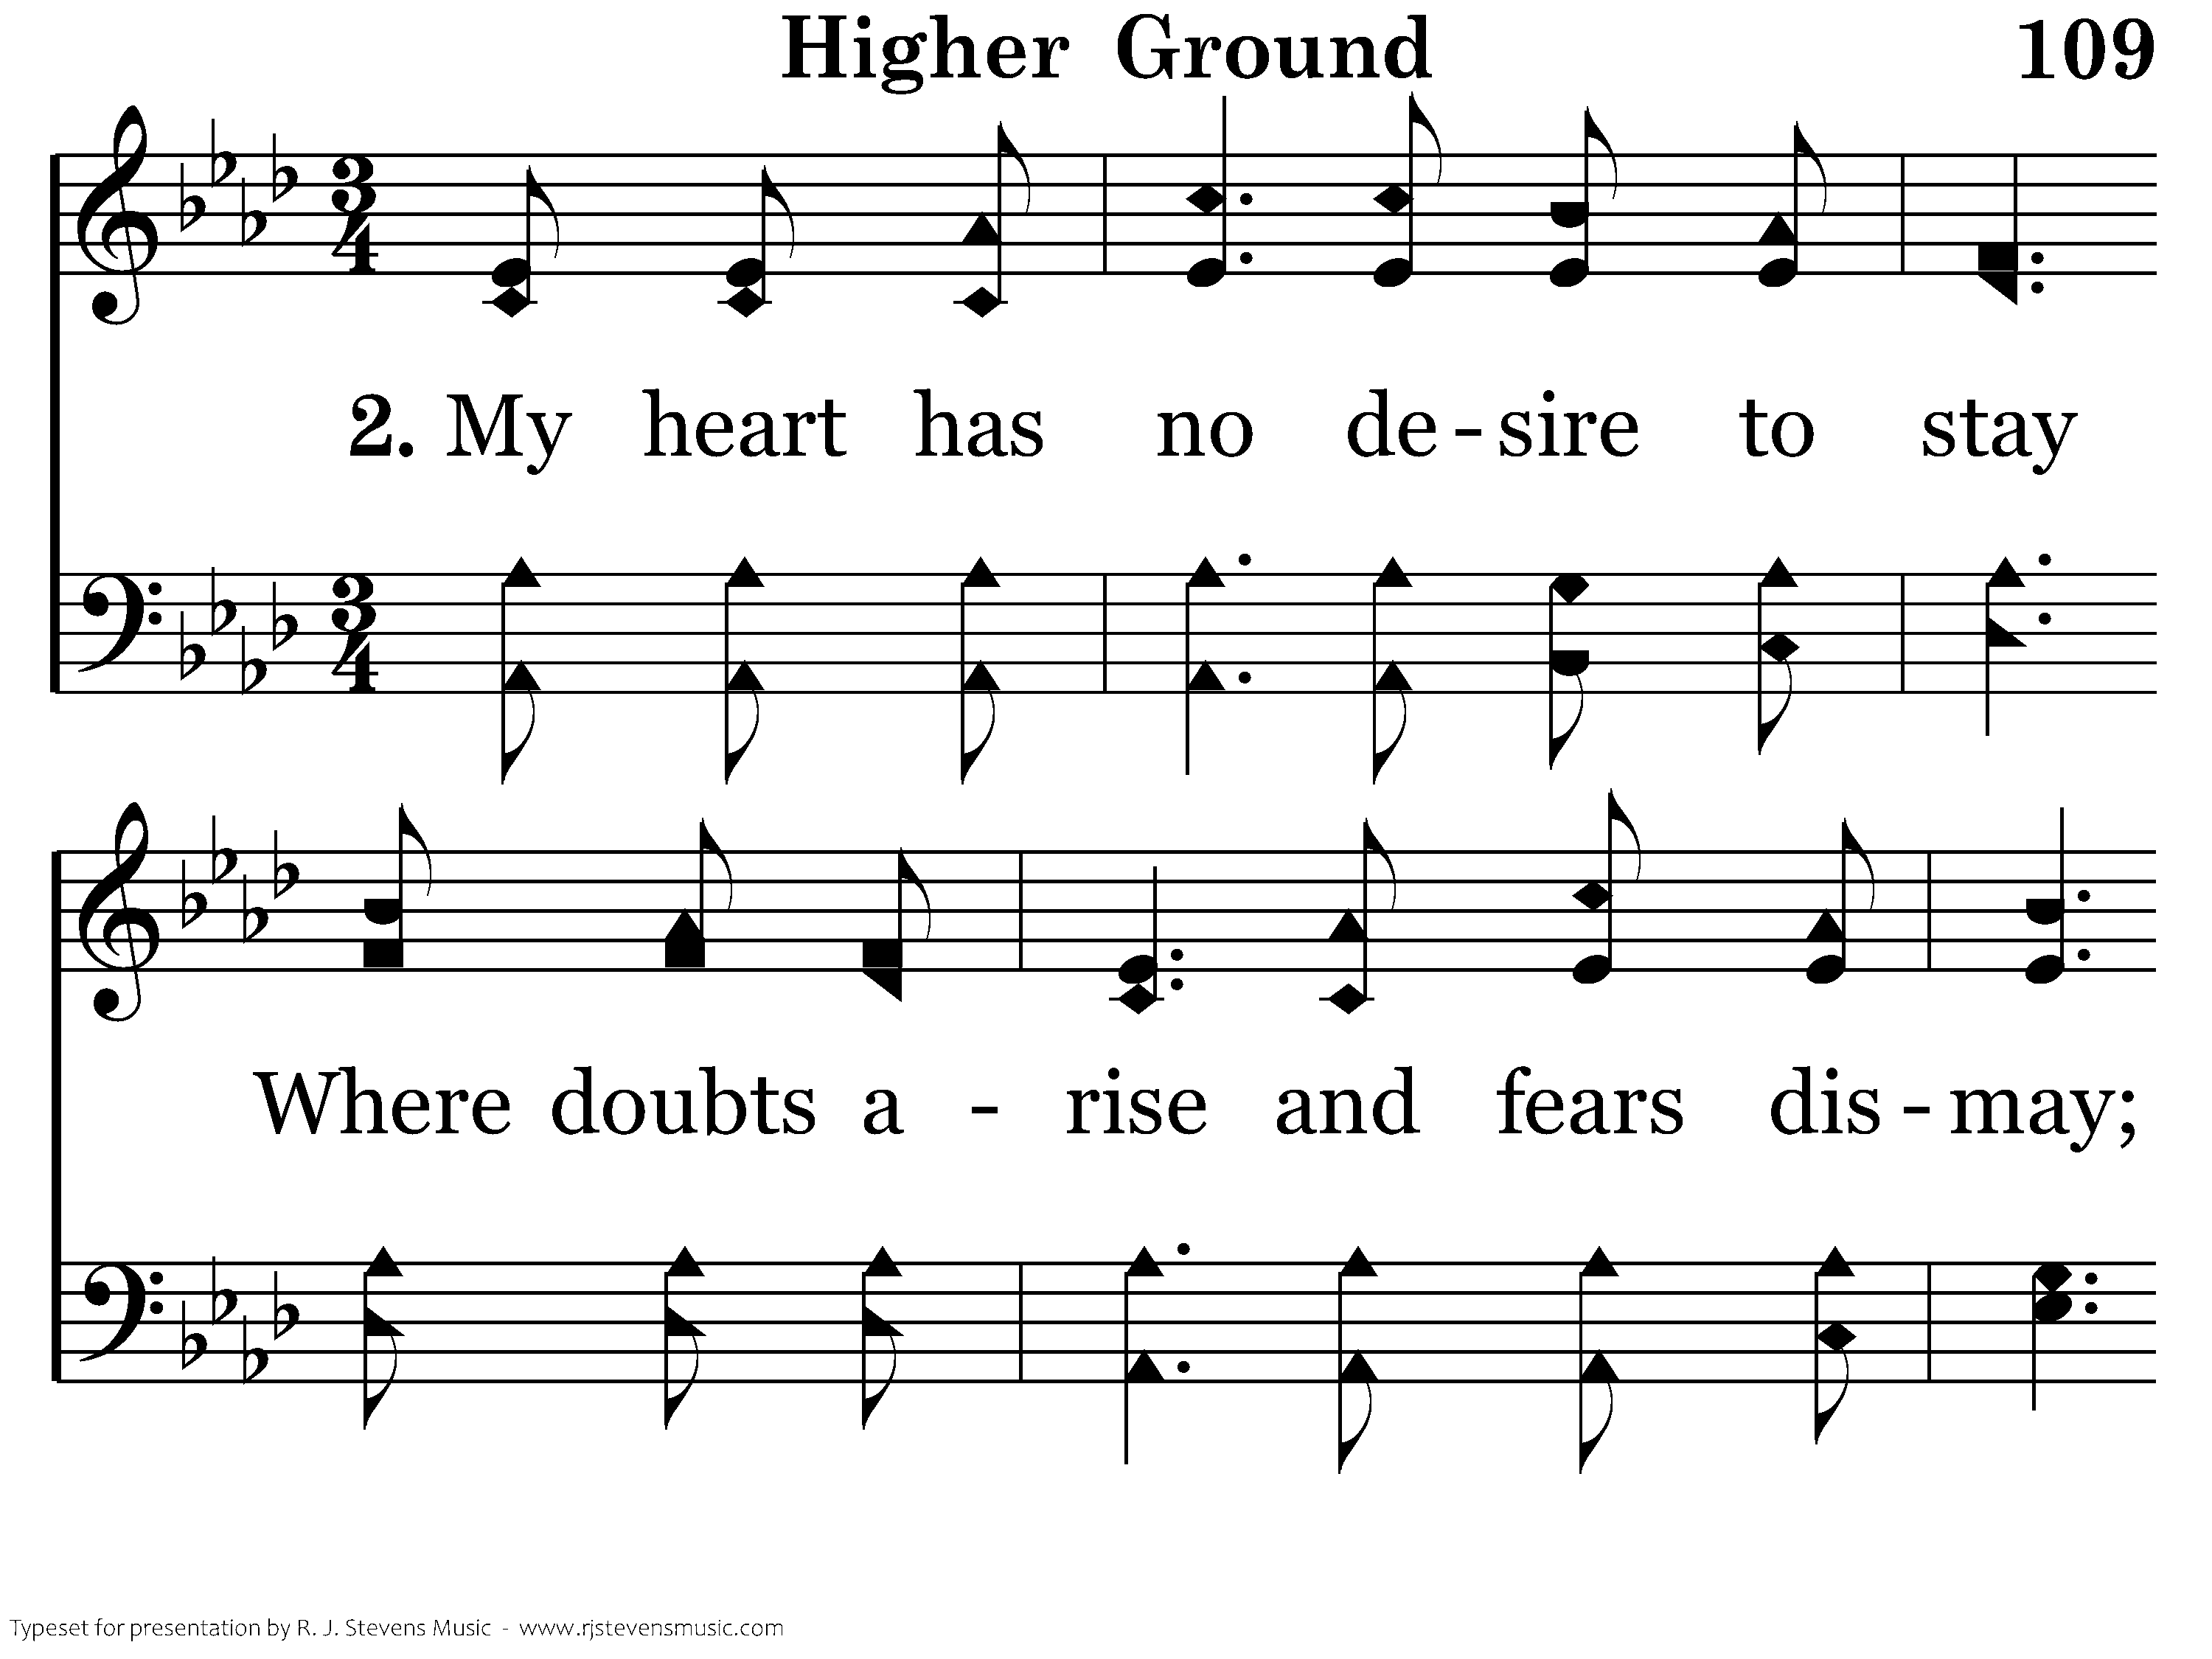 Higher Ground 109
3
4
2. My heart has no de - sire to stay
3
4
Where doubts a - rise and fears dis - may;
Typeset for presentation by R. J. Stevens Music - www.rjstevensmusic.com